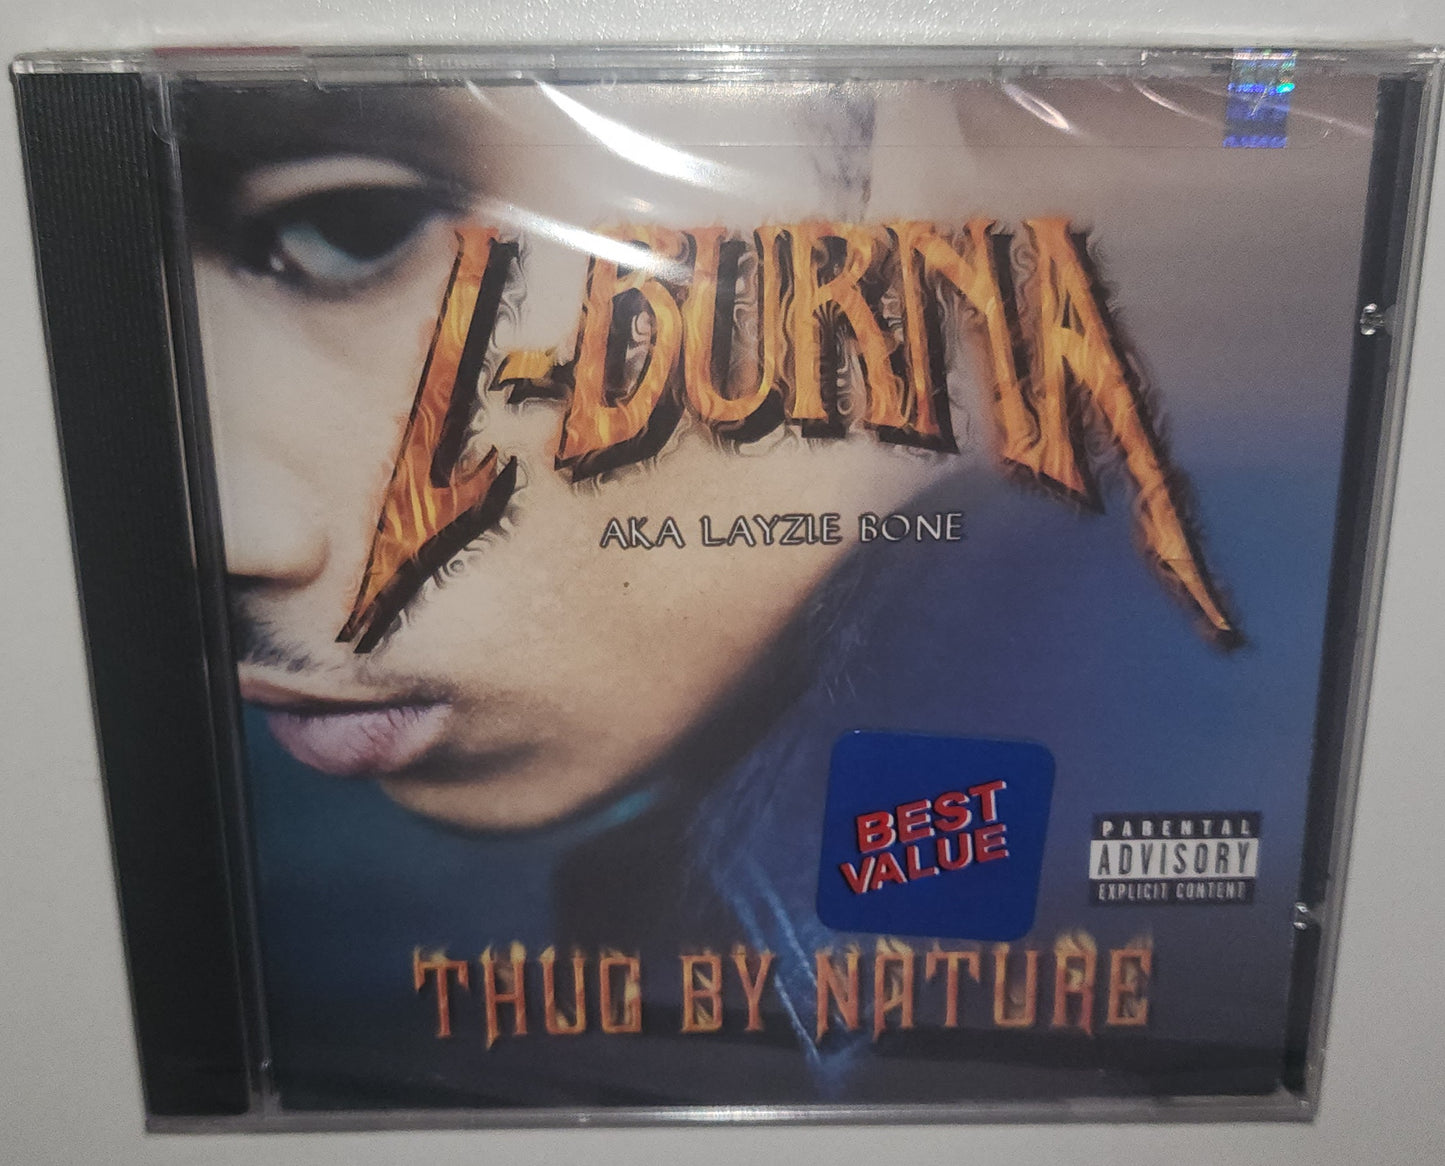 L-BURNA
AKA LAYZIE BONE
BEST
VALUE
PARENTAL
ADVISORY
EXPLICIT CONTENT
THUG BY NATURE